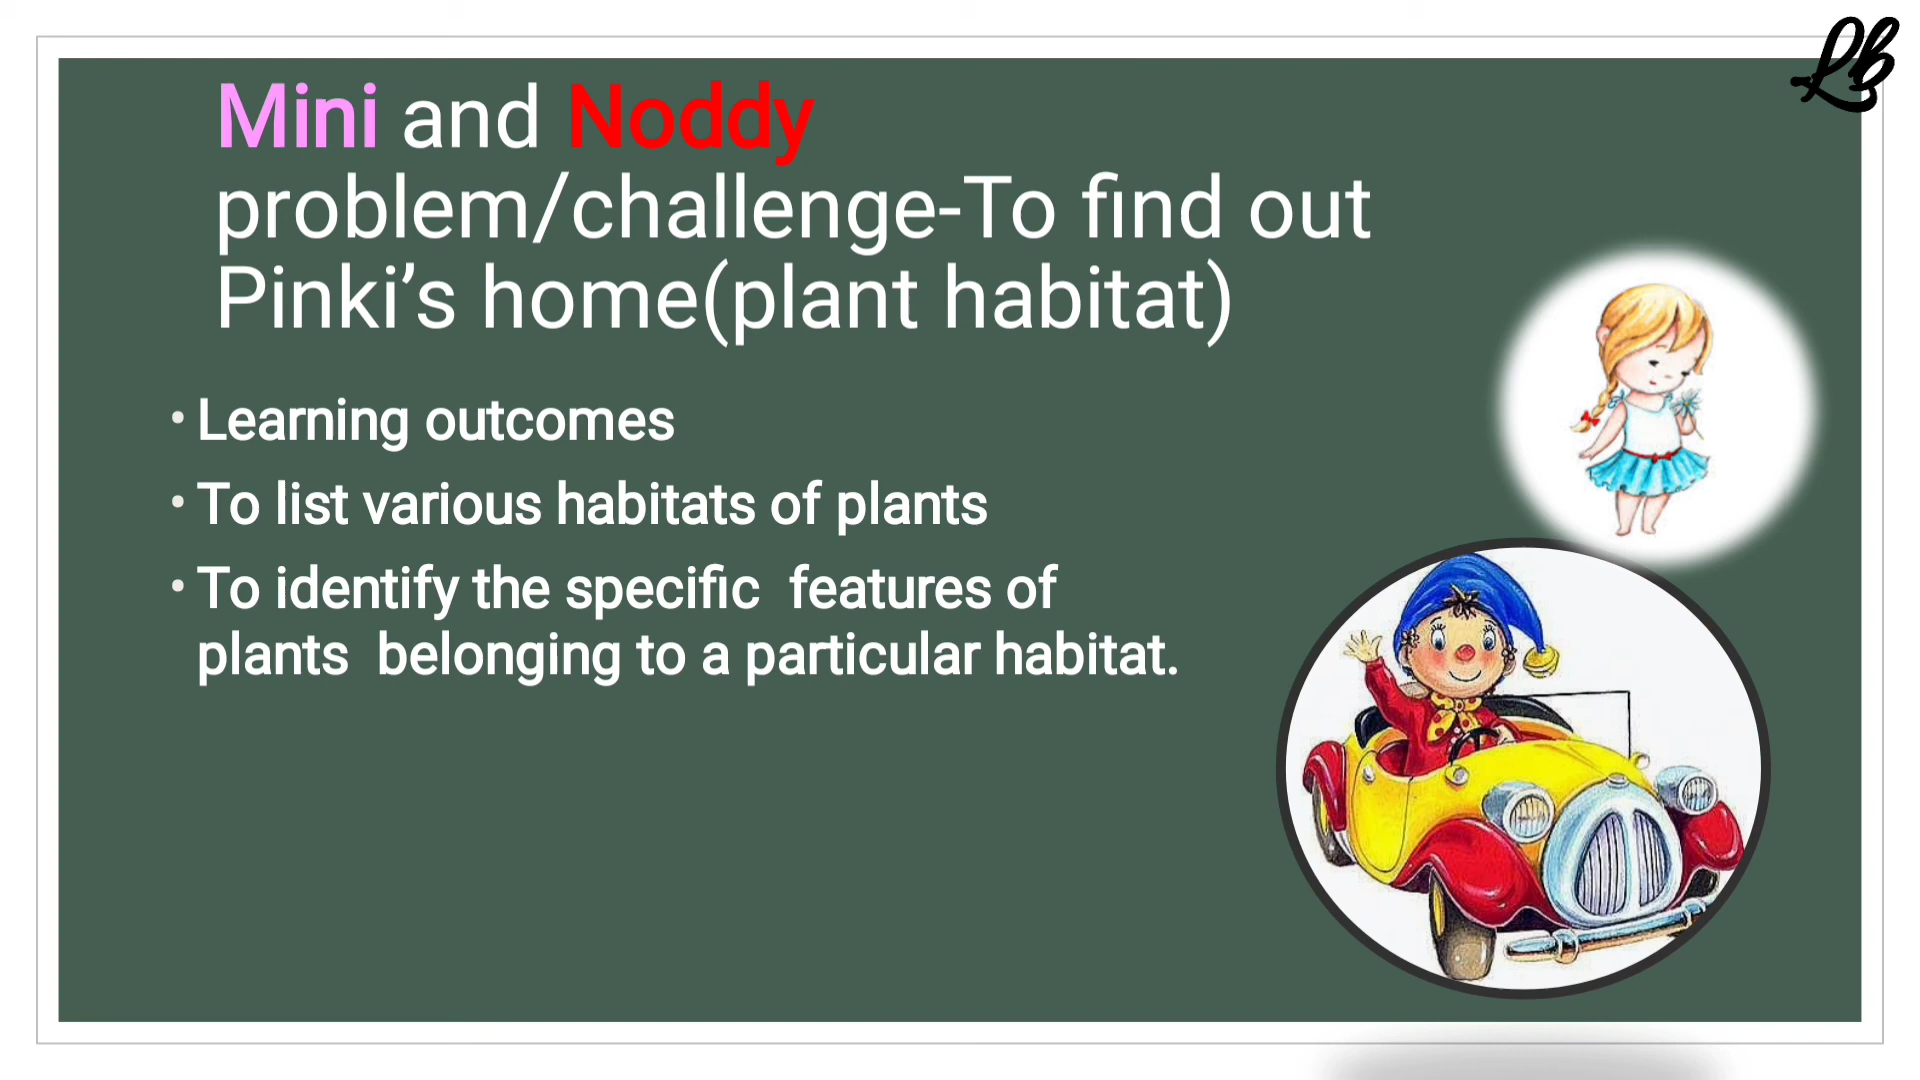 Mini and Noddy
problem/challenge-To find out
Pinki’s home(plant habitat)
• Learning outcomes
• To list various habitats of plants
• To identify the specific  features of
plants  belonging to a particular habitat.
LB